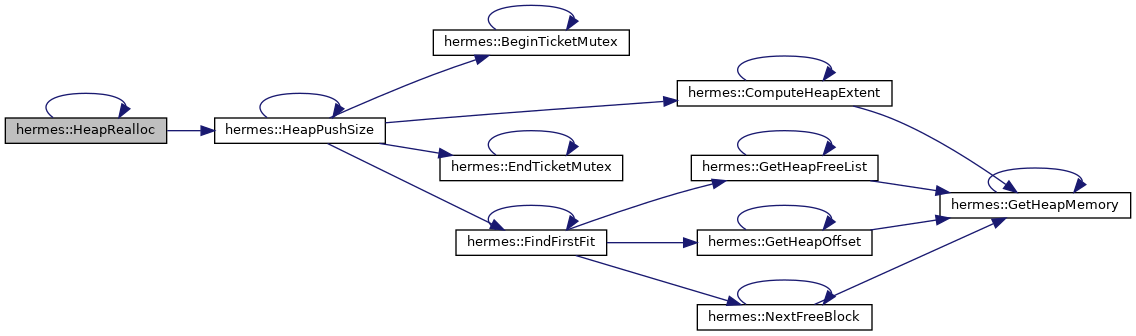 hermes::HeapRealloc
hermes::HeapPushSize
hermes::BeginTicketMutex
hermes::ComputeHeapExtent
hermes::EndTicketMutex
hermes::GetHeapFreeList
hermes::GetHeapMemory
hermes::FindFirstFit
hermes::GetHeapOffset
hermes::NextFreeBlock